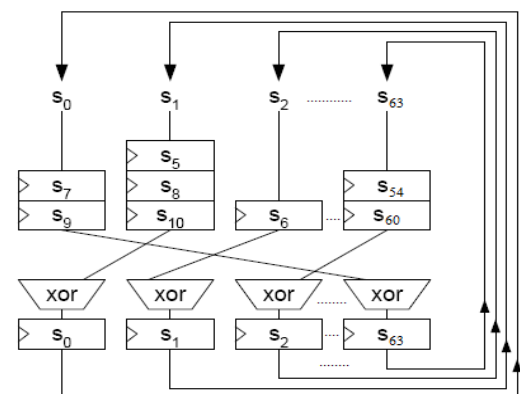 s0 s1 s2 ........... s63
s5
s7 s8 s54
s9 s10 s6 .... s60
xor xor xor ........ xor
s0 s1 s2 .... s63
........